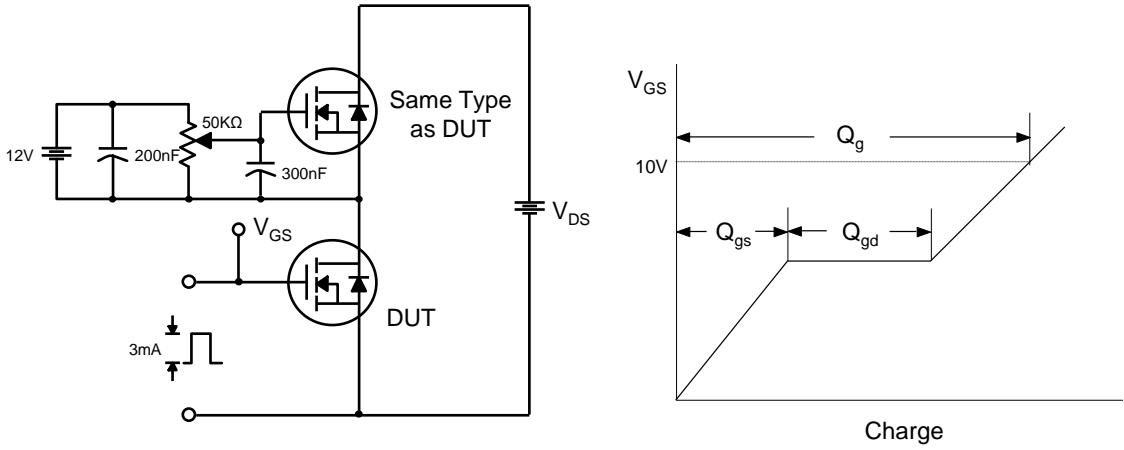 Same Type
as DUT
50KΩ
12V
200nF
300nF
V_GS
V_DS
DUT
3mA
V_GS
Q_g
10V
Q_gs
Q_gd
Charge